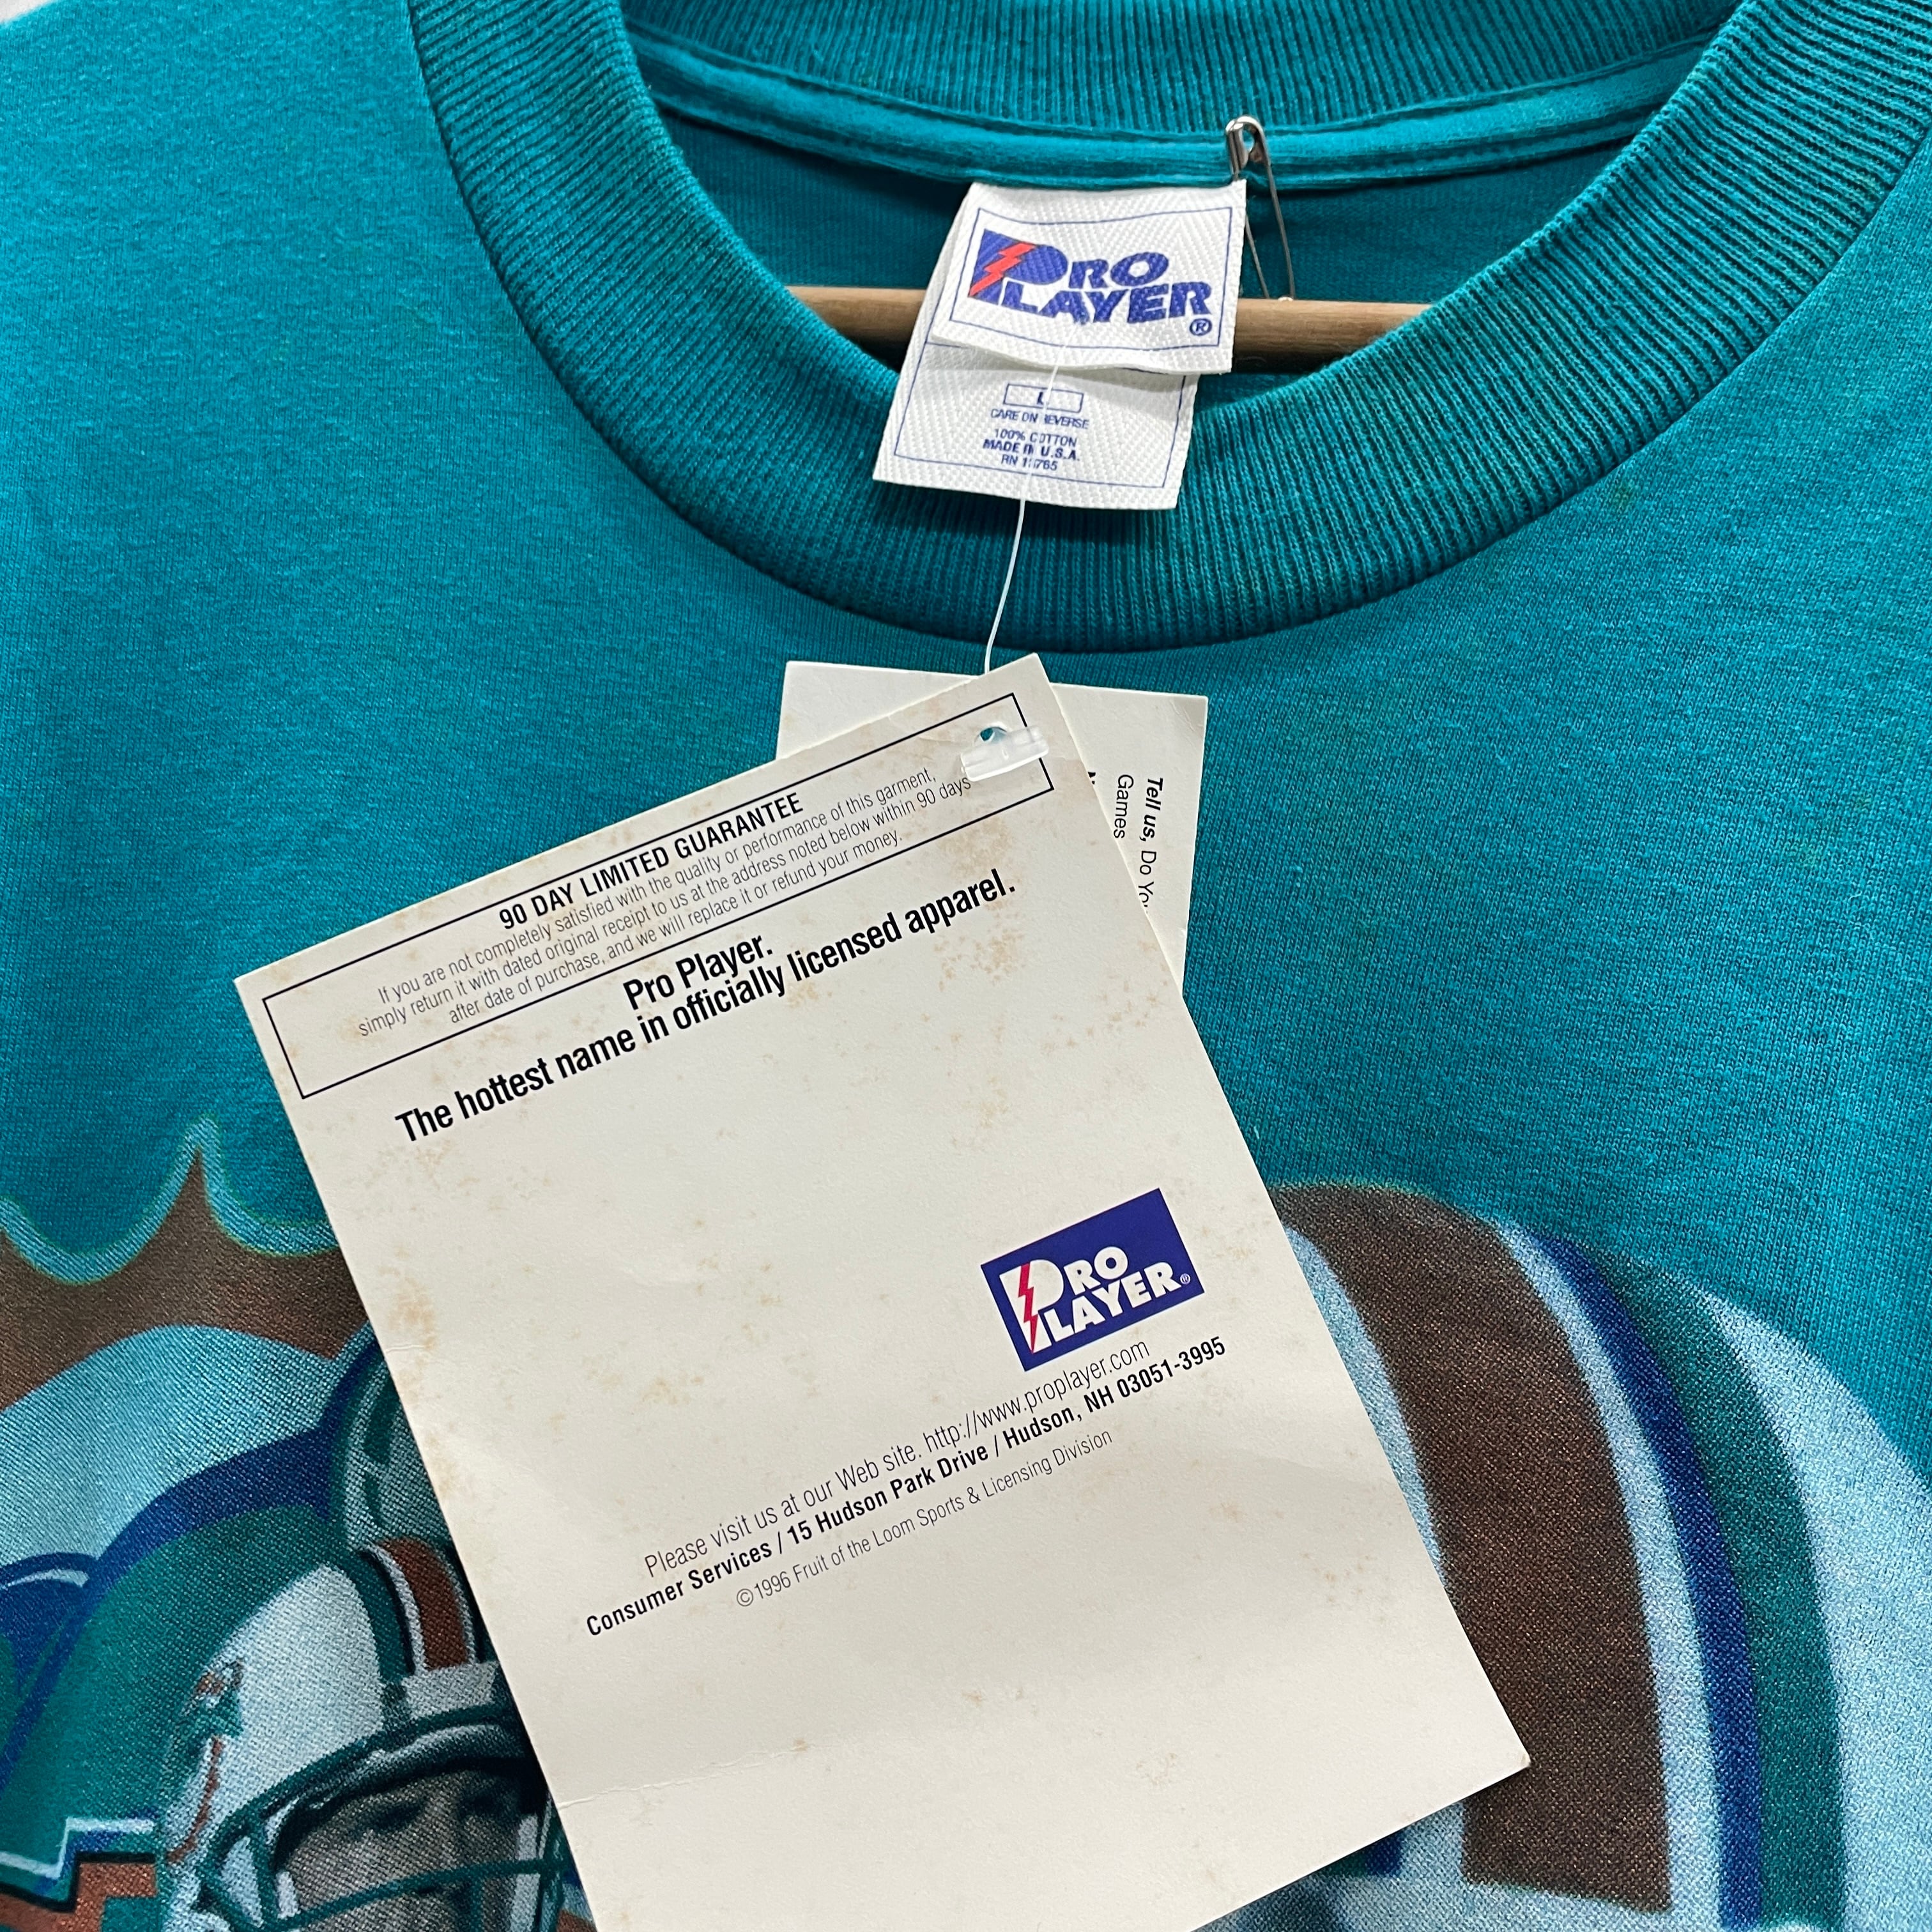 PRO
PLAYER®
L
CARE ON REVERSE
100% COTTON
MADE IN U.S.A.
Tell us, Do
Games
90 DAY LIMITED GUARANTEE
If you are not completely satisfied with the quality or performance of this garment,
simply return it with dated original receipt to us at the address noted below within 90 days
after date of purchase, and we will replace it or refund your money.
Pro Player.
The hottest name in officially licensed apparel.
PRO
PLAYER®
Please visit us at our Web site. http://www.proplayer.com
Consumer Services / 15 Hudson Park Drive / Hudson, NH 03051-3995
©1996 Fruit of the Loom Sports & Licensing Division